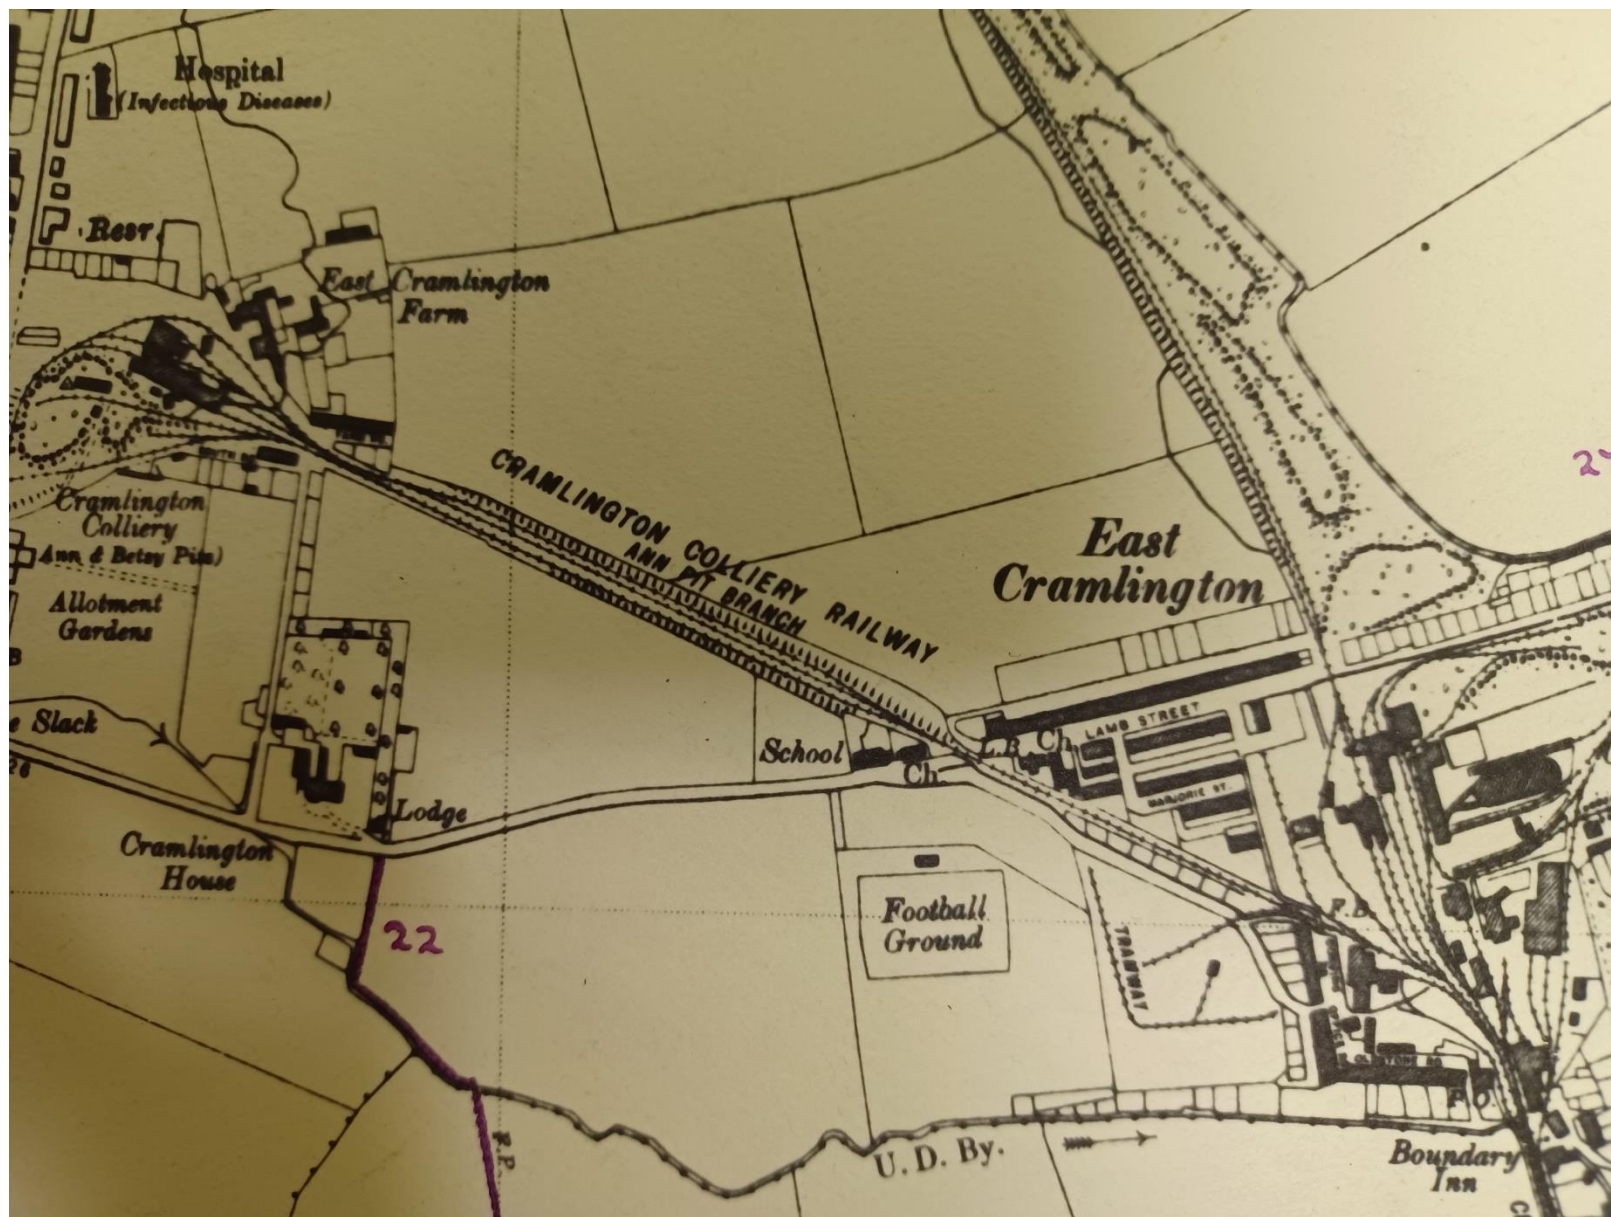 Hospital
(Infectious Diseases)
Resr.
East Cramlington
Farm
CRAMLINGTON COLLIERY RAILWAY
ANN PIT BRANCH
Cramlington
Colliery
Ann & Betsy Pits)
Allotment
Gardens
East
Cramlington
e Slack
26
School
Ch
L.B.
Ch.
LAMB STREET
MARJORIE ST.
Lodge
Cramlington
House
22
Football
Ground
TRAMWAY
F.B.
P.O.
F.P.
U. D. By.
Boundary
Inn